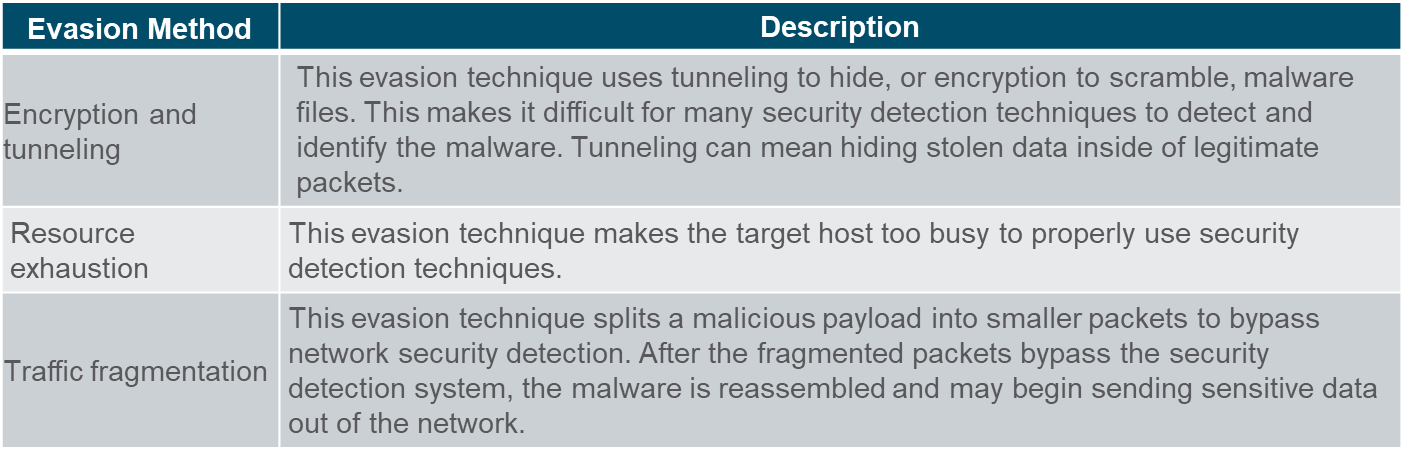 Evasion Method
Description
Encryption and
tunneling
This evasion technique uses tunneling to hide, or encryption to scramble, malware
files. This makes it difficult for many security detection techniques to detect and
identify the malware. Tunneling can mean hiding stolen data inside of legitimate
packets.
Resource
exhaustion
This evasion technique makes the target host too busy to properly use security
detection techniques.
Traffic fragmentation
This evasion technique splits a malicious payload into smaller packets to bypass
network security detection. After the fragmented packets bypass the security
detection system, the malware is reassembled and may begin sending sensitive data
out of the network.